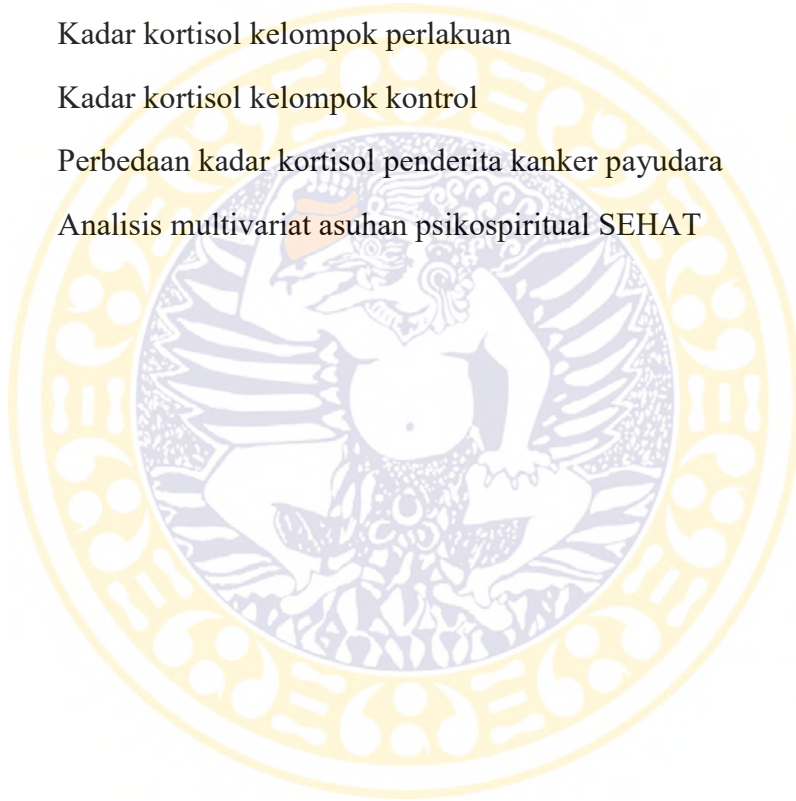 Kadar kortisol kelompok perlakuan
Kadar kortisol kelompok kontrol
Perbedaan kadar kortisol penderita kanker payudara
Analisis multivariat asuhan psikospiritual SEHAT